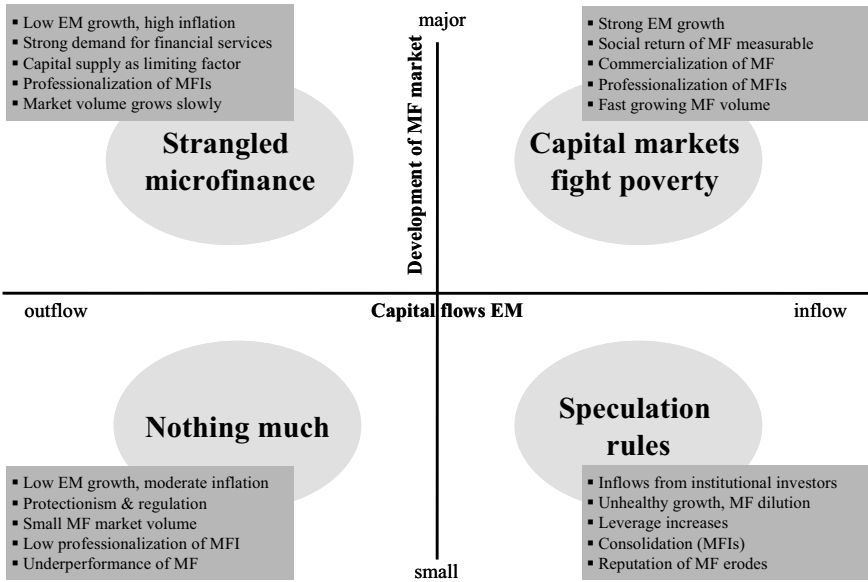 ▪ Low EM growth, high inflation
▪ Strong demand for financial services
▪ Capital supply as limiting factor
▪ Professionalization of MFIs
▪ Market volume grows slowly
Strangled
microfinance
major
Development of MF market
▪ Strong EM growth
▪ Social return of MF measurable
▪ Commercialization of MF
▪ Professionalization of MFIs
▪ Fast growing MF volume
Capital markets
fight poverty
outflow
Capital flows EM
inflow
Nothing much
▪ Low EM growth, moderate inflation
▪ Protectionism & regulation
▪ Small MF market volume
▪ Low professionalization of MFI
▪ Underperformance of MF
small
Speculation
rules
▪ Inflows from institutional investors
▪ Unhealthy growth, MF dilution
▪ Leverage increases
▪ Consolidation (MFIs)
▪ Reputation of MF erodes